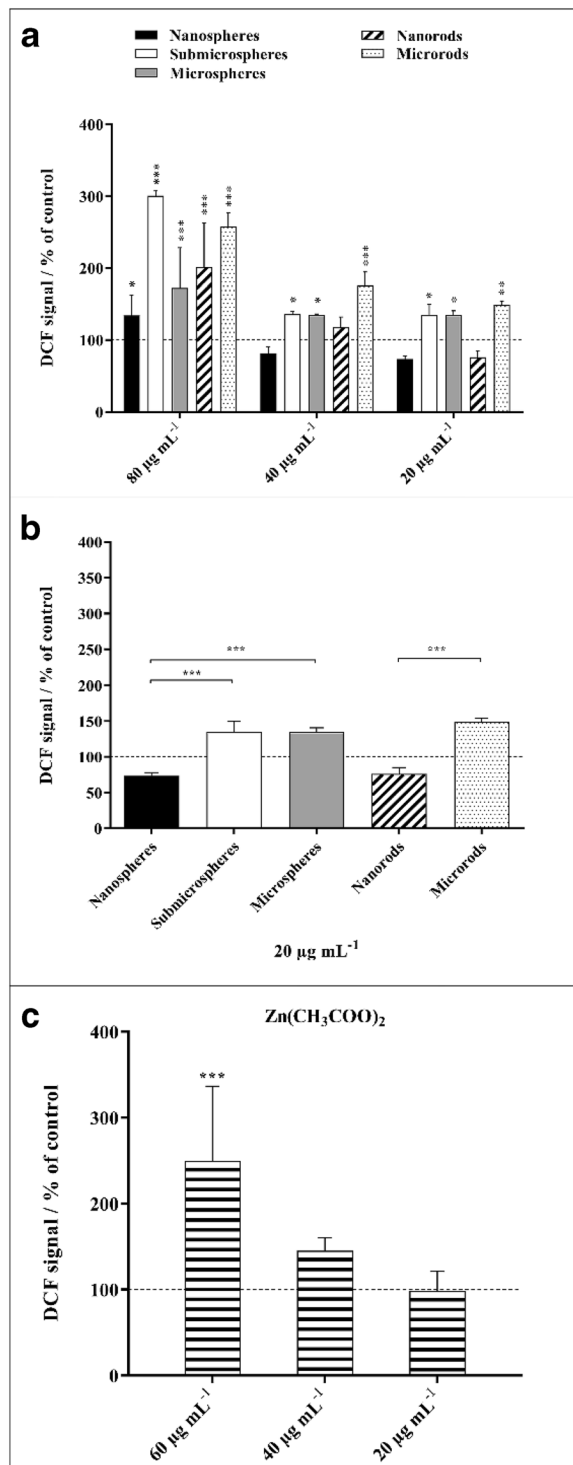 a
Nanospheres
Submicrospheres
Microspheres
Nanorods
Microrods
DCF signal / % of control
400
300
200
100
0
*
***
***
***
***
*
*
***
*
*
**
80 µg mL-1
40 µg mL-1
20 µg mL-1
b
DCF signal / % of control
400
350
300
250
200
150
100
50
0
***
***
***
Nanospheres
Submicrospheres
Microspheres
Nanorods
Microrods
20 µg mL-1
c
Zn(CH3COO)2
DCF signal / % of control
400
300
200
100
0
***
60 µg mL-1
40 µg mL-1
20 µg mL-1